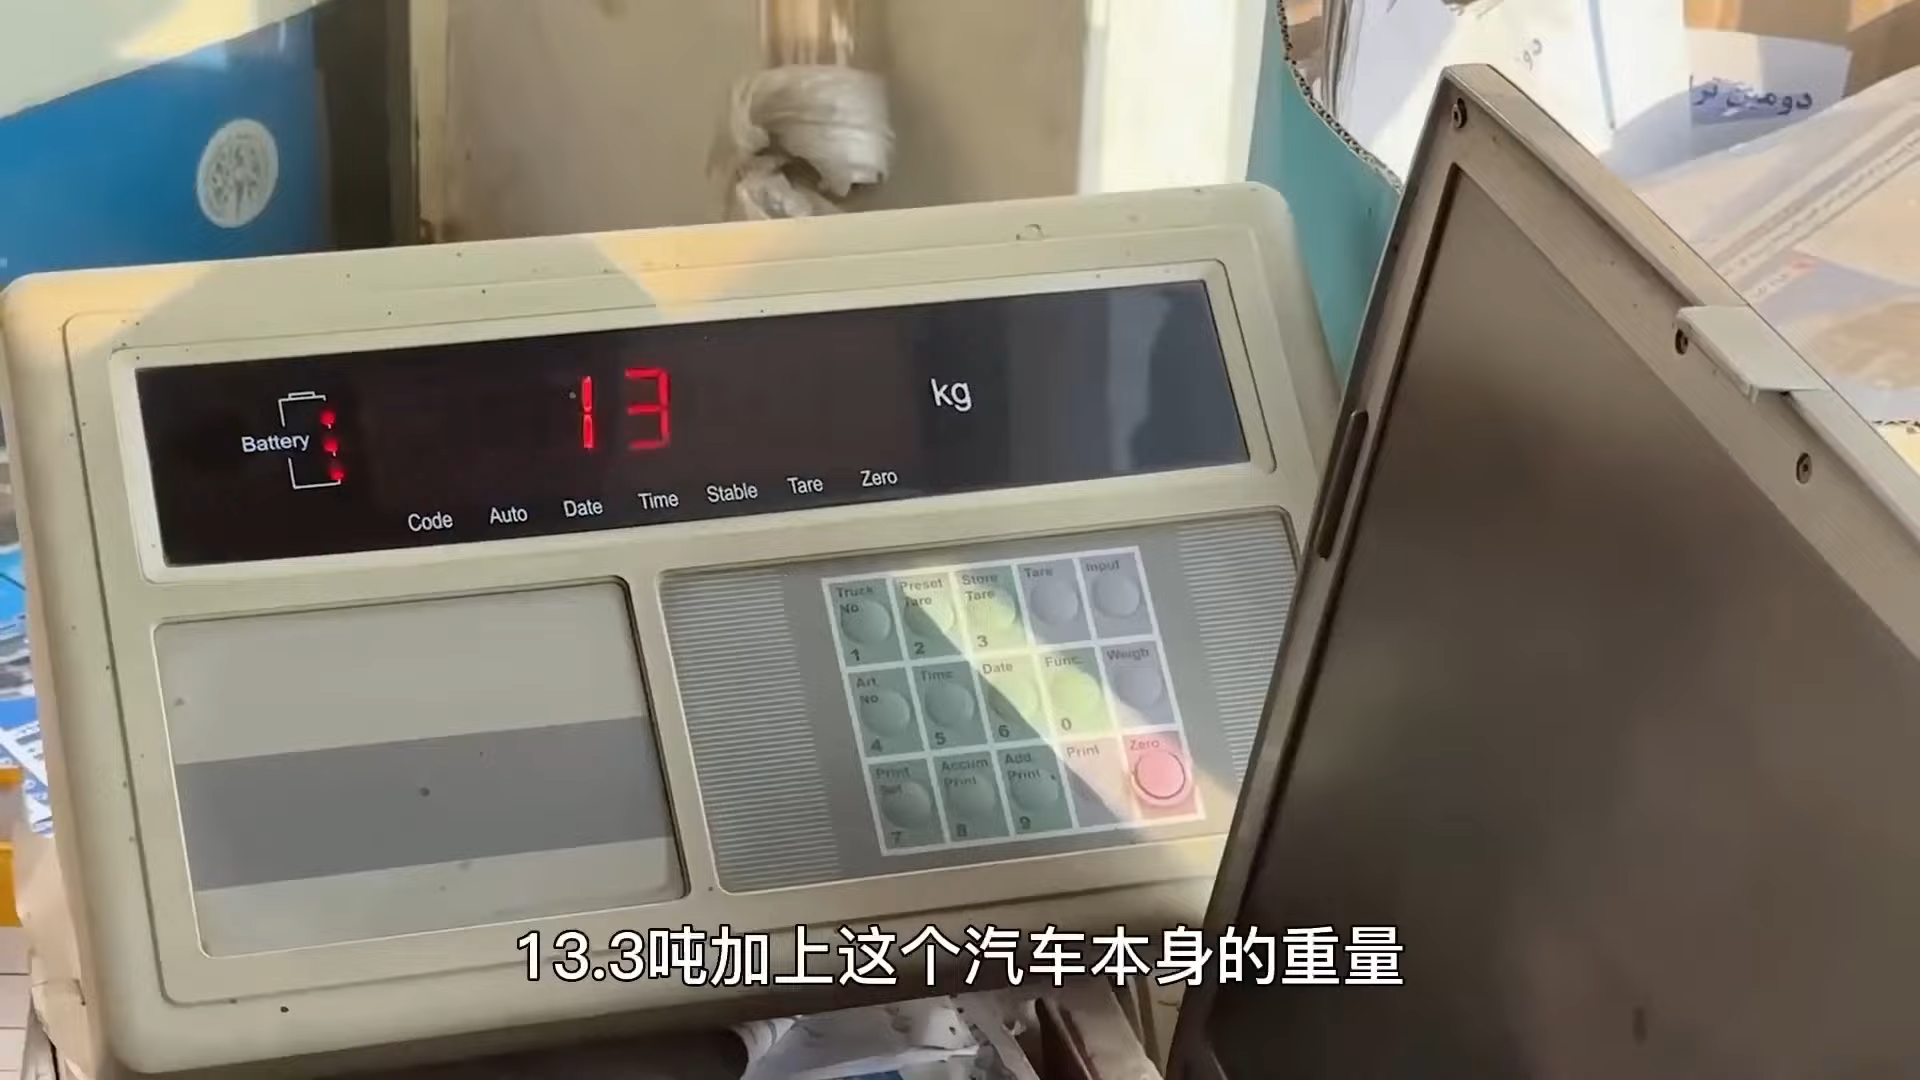 دومین
13
kg
Battery
Code Auto Date Time Stable Tare Zero
Truck No 1
Preset Tare 2
Store Tare 3
Tare
Input
Art. No 4
Time 5
Date 6
Func. 0
Weigh
Print Set 7
Accum Print 8
Add. Print 9
Print
Zero
13.3吨加上这个汽车本身的重量